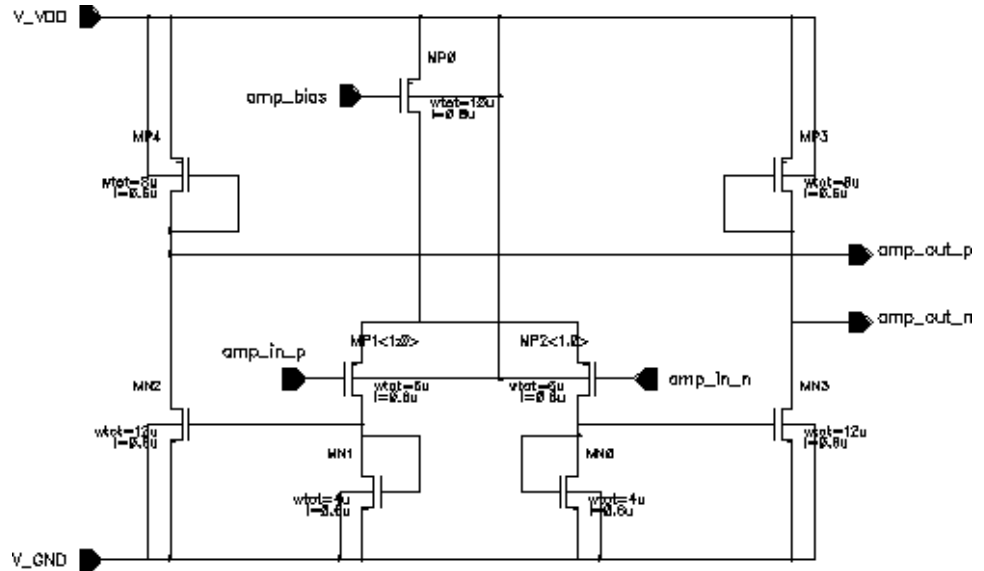 V_VDD
MP0
amp_bias
wtot=10u
l=0.6u
MP4
MP3
wtot=8u
l=0.6u
wtot=8u
l=0.6u
amp_out_p
amp_out_n
MP1<1:0>
MP2<1:0>
amp_in_p
amp_in_n
wtot=6u
l=0.6u
wtot=6u
l=0.6u
MN2
MN3
wtot=12u
l=0.6u
wtot=12u
l=0.6u
MN1
MN0
wtot=4u
l=0.6u
wtot=4u
l=0.6u
V_GND